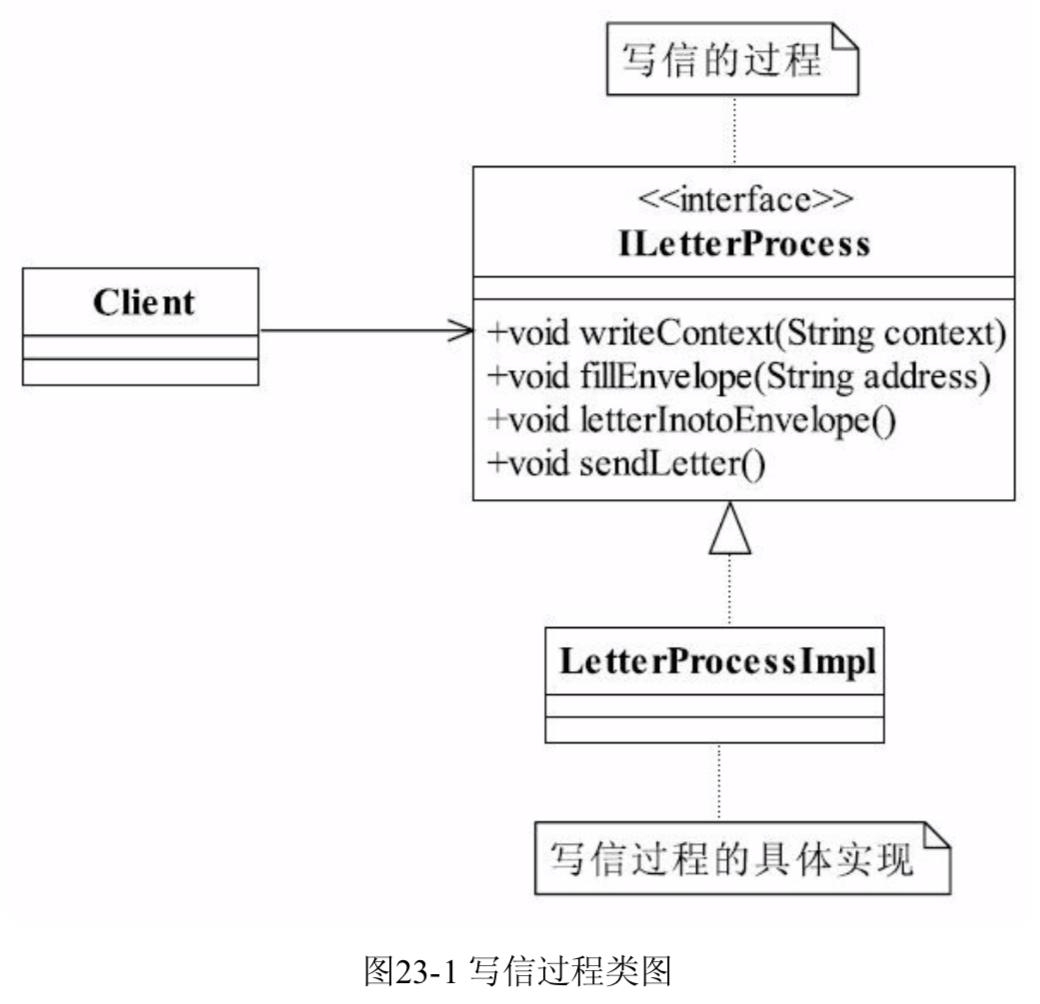 写信的过程
<<interface>>
ILetterProcess
Client
+void writeContext(String context)
+void fillEnvelope(String address)
+void letterInotoEnvelope()
+void sendLetter()
LetterProcessImpl
写信过程的具体实现
图23-1 写信过程类图